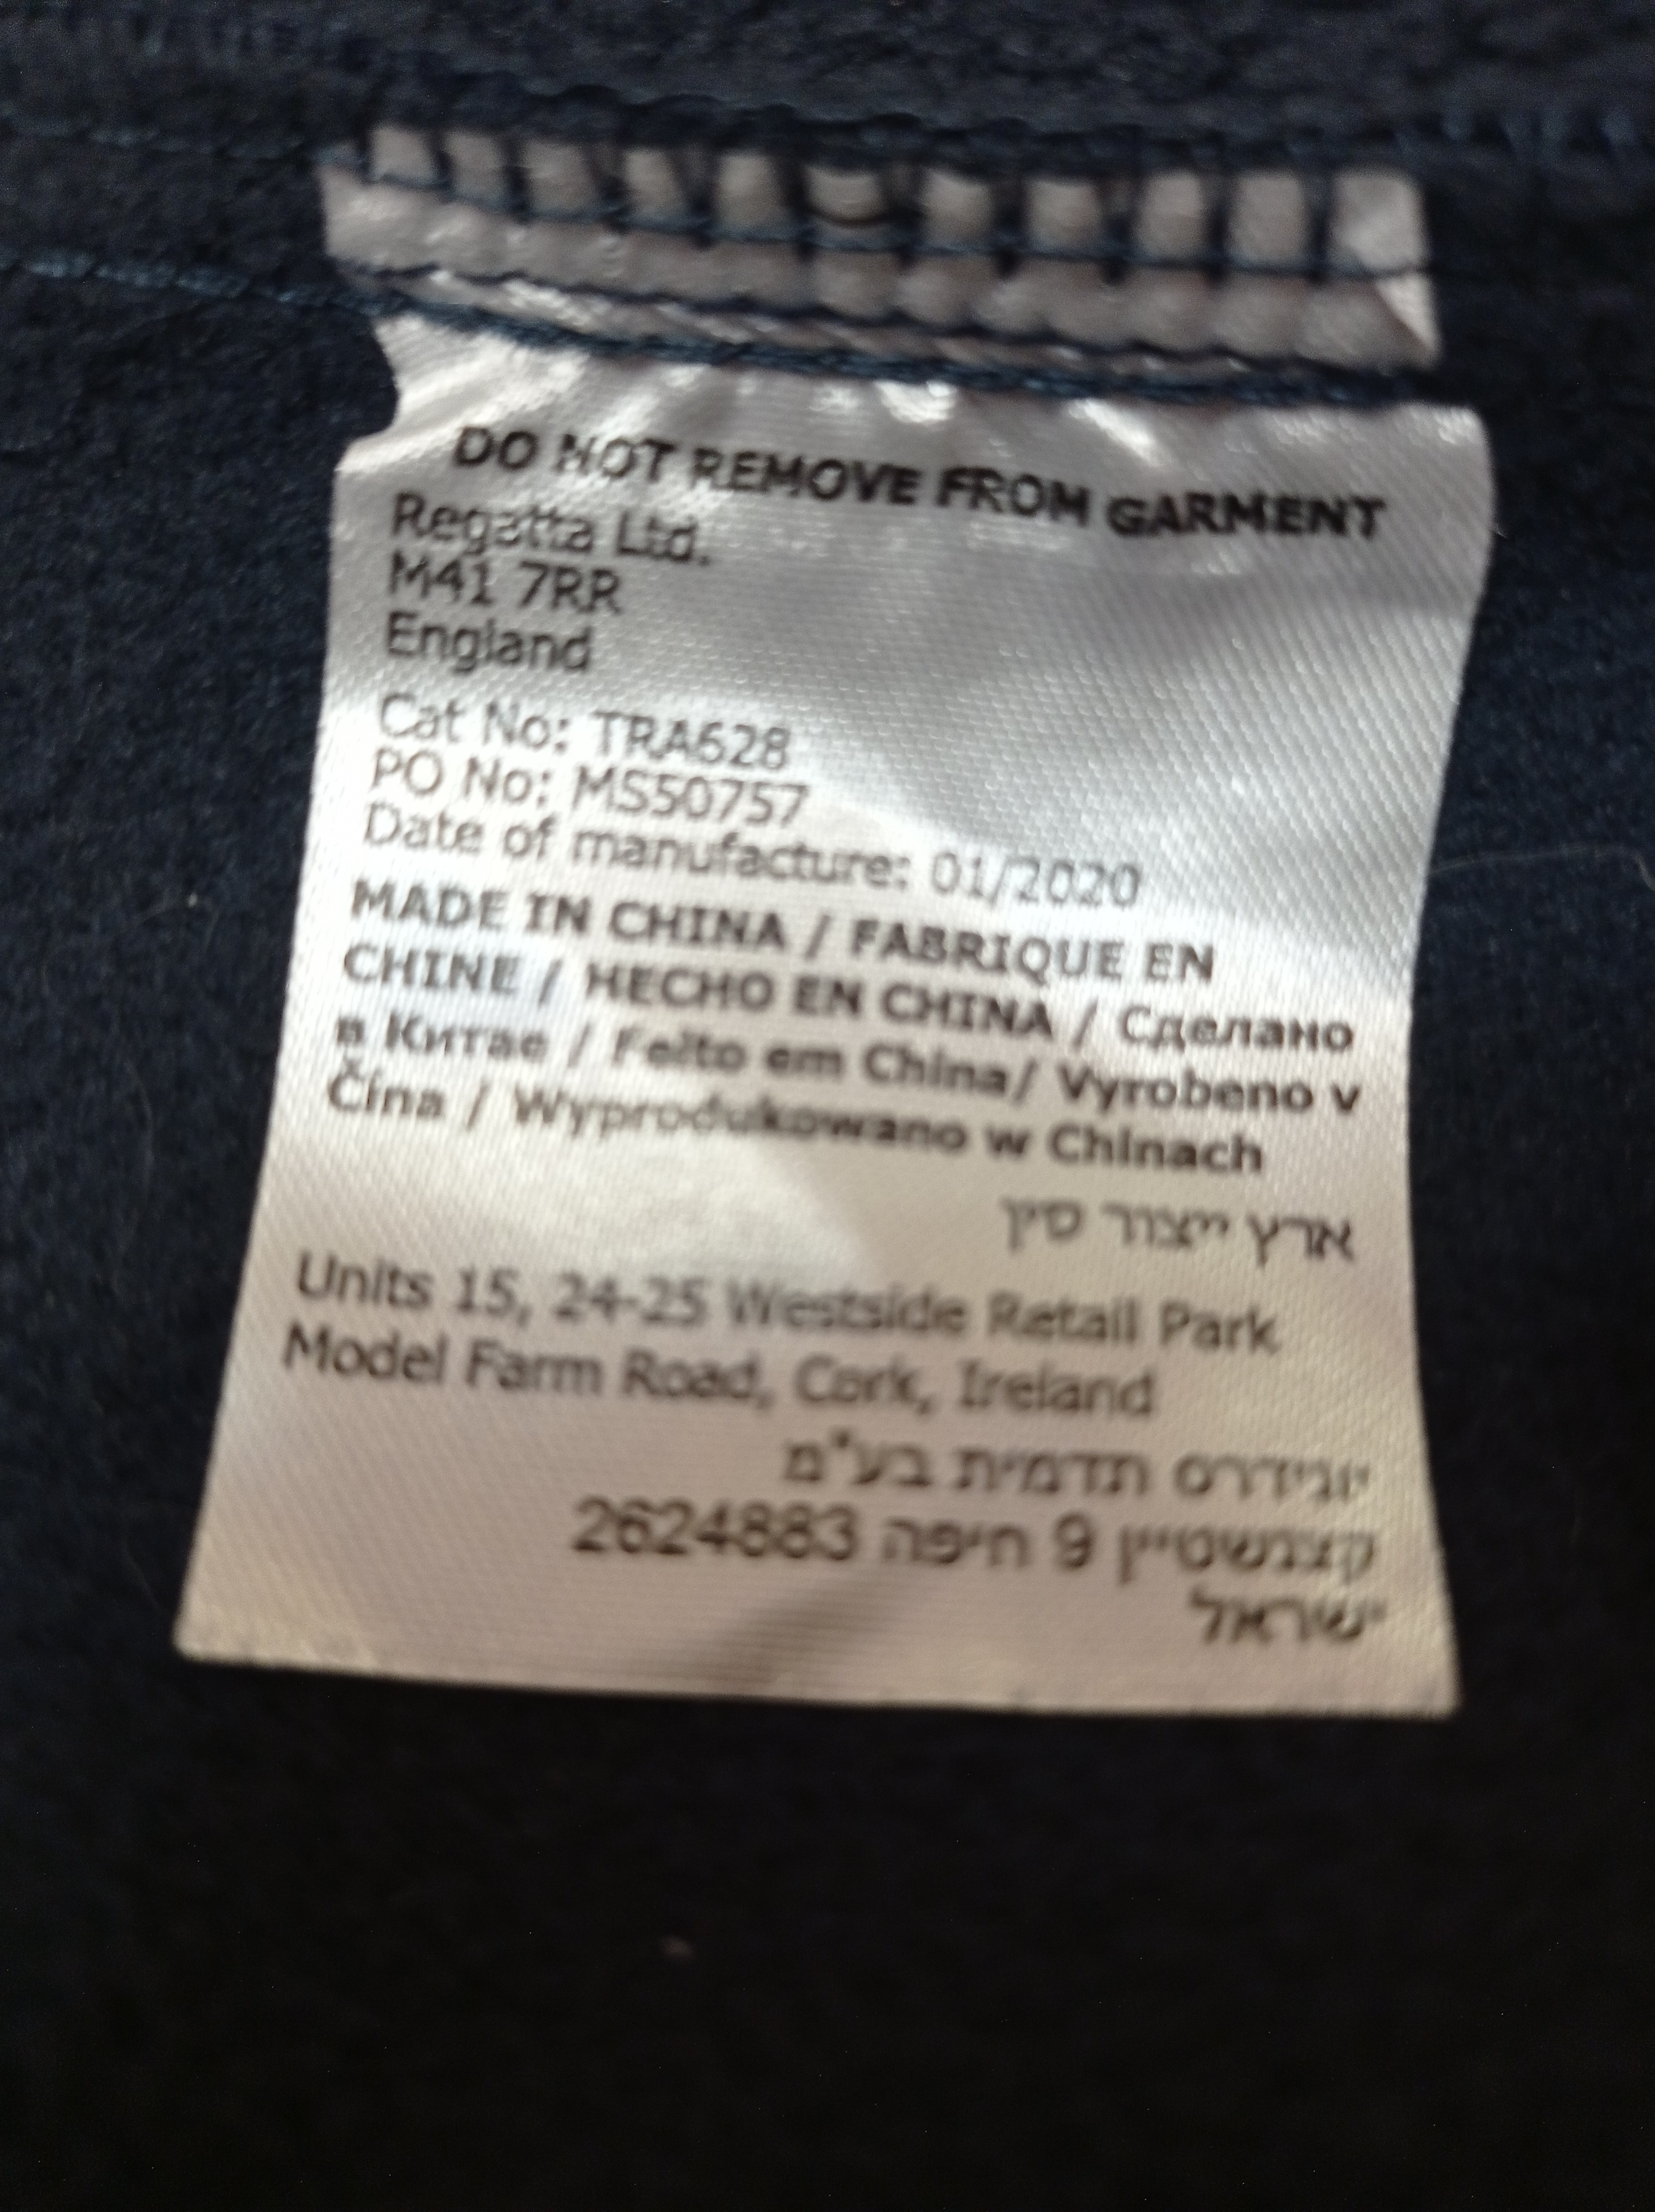 DO NOT REMOVE FROM GARMENT
Regatta Ltd.
M41 7RR
England
Cat No: TRA628
PO No: MS50757
Date of manufacture: 01/2020
MADE IN CHINA / FABRIQUE EN
CHINE / HECHO EN CHINA / Сделано
в Китае / Feito em China/ Vyrobeno v
Čína / Wyprodukowano w Chinach
ארץ ייצור סין
Units 15, 24-25 Westside Retail Park
Model Farm Road, Cork, Ireland
יונידרס תדמית בע"מ
קצנשטיין 9 חיפה 2624883
ישראל